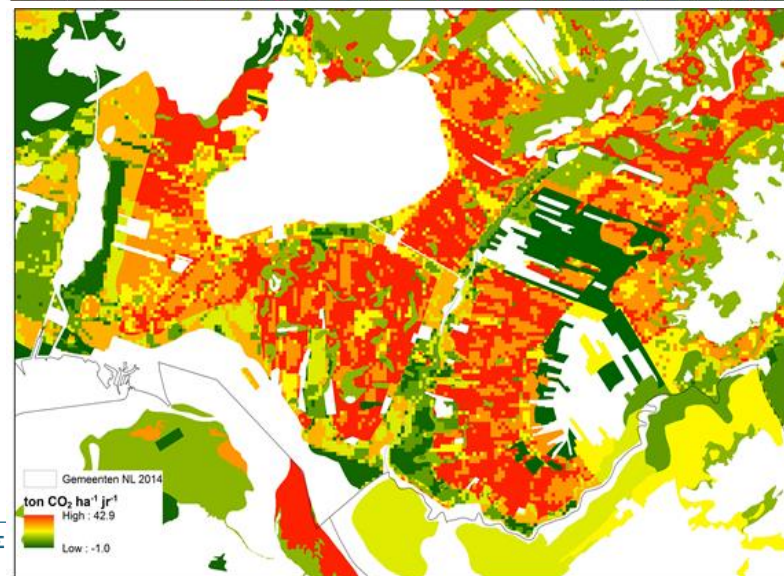 Gemeenten NL 2014
ton CO₂ ha⁻¹ jr⁻¹
High : 42.9
Low : -1.0